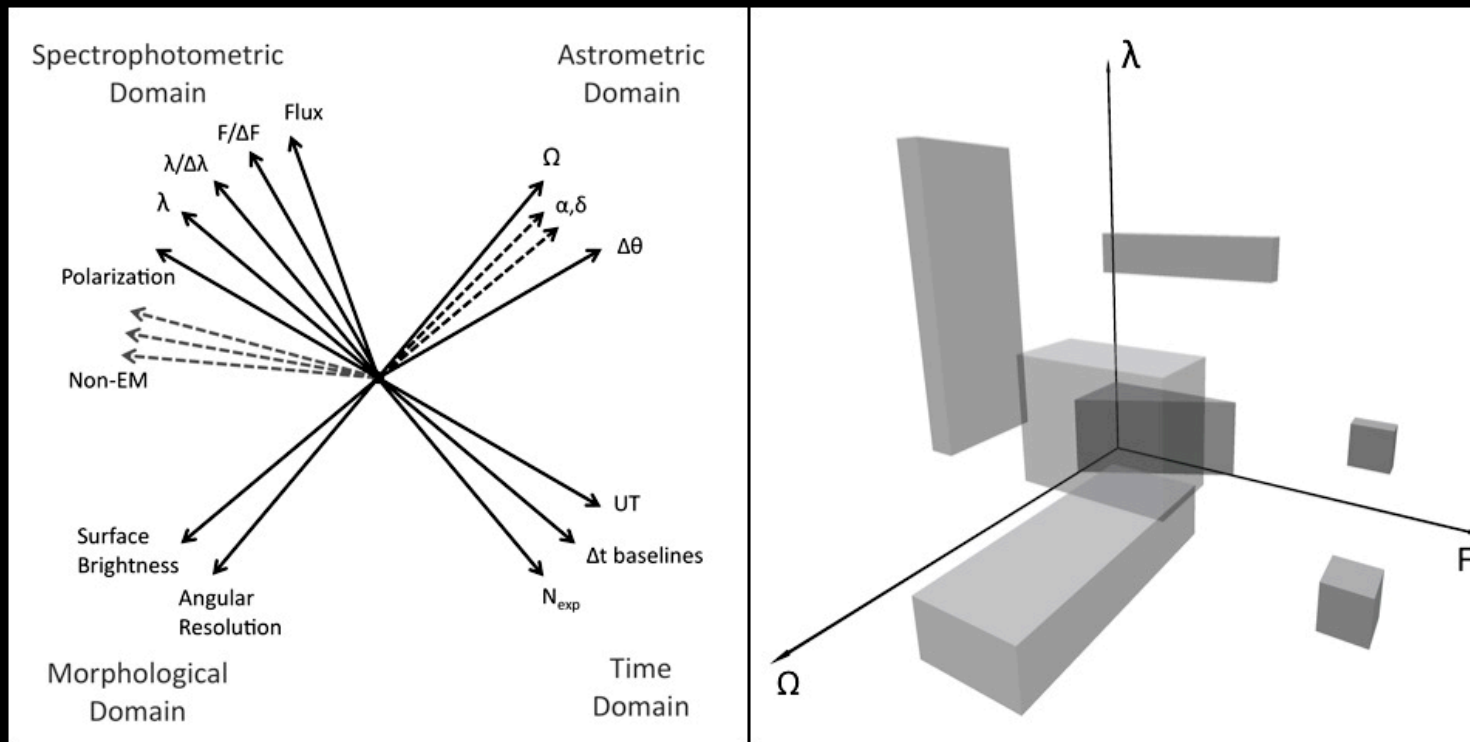 Spectrophotometric
Domain
Astrometric
Domain
Flux
F/ΔF
λ/Δλ
λ
Polarization
Non-EM
Ω
α,δ
Δθ
Surface
Brightness
Angular
Resolution
UT
Δt baselines
Nexp
Morphological
Domain
Time
Domain
λ
F
Ω